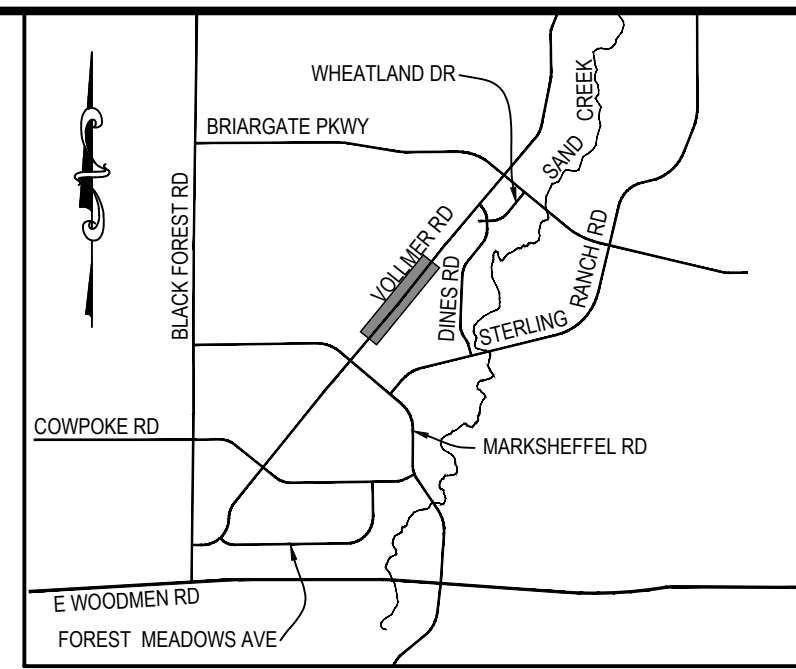 WHEATLAND DR
SAND CREEK
BRIARGATE PKWY
BLACK FOREST RD
VOLLMER RD
DINES RD
STERLING RANCH RD
COWPOKE RD
MARKSHEFFEL RD
E WOODMEN RD
FOREST MEADOWS AVE